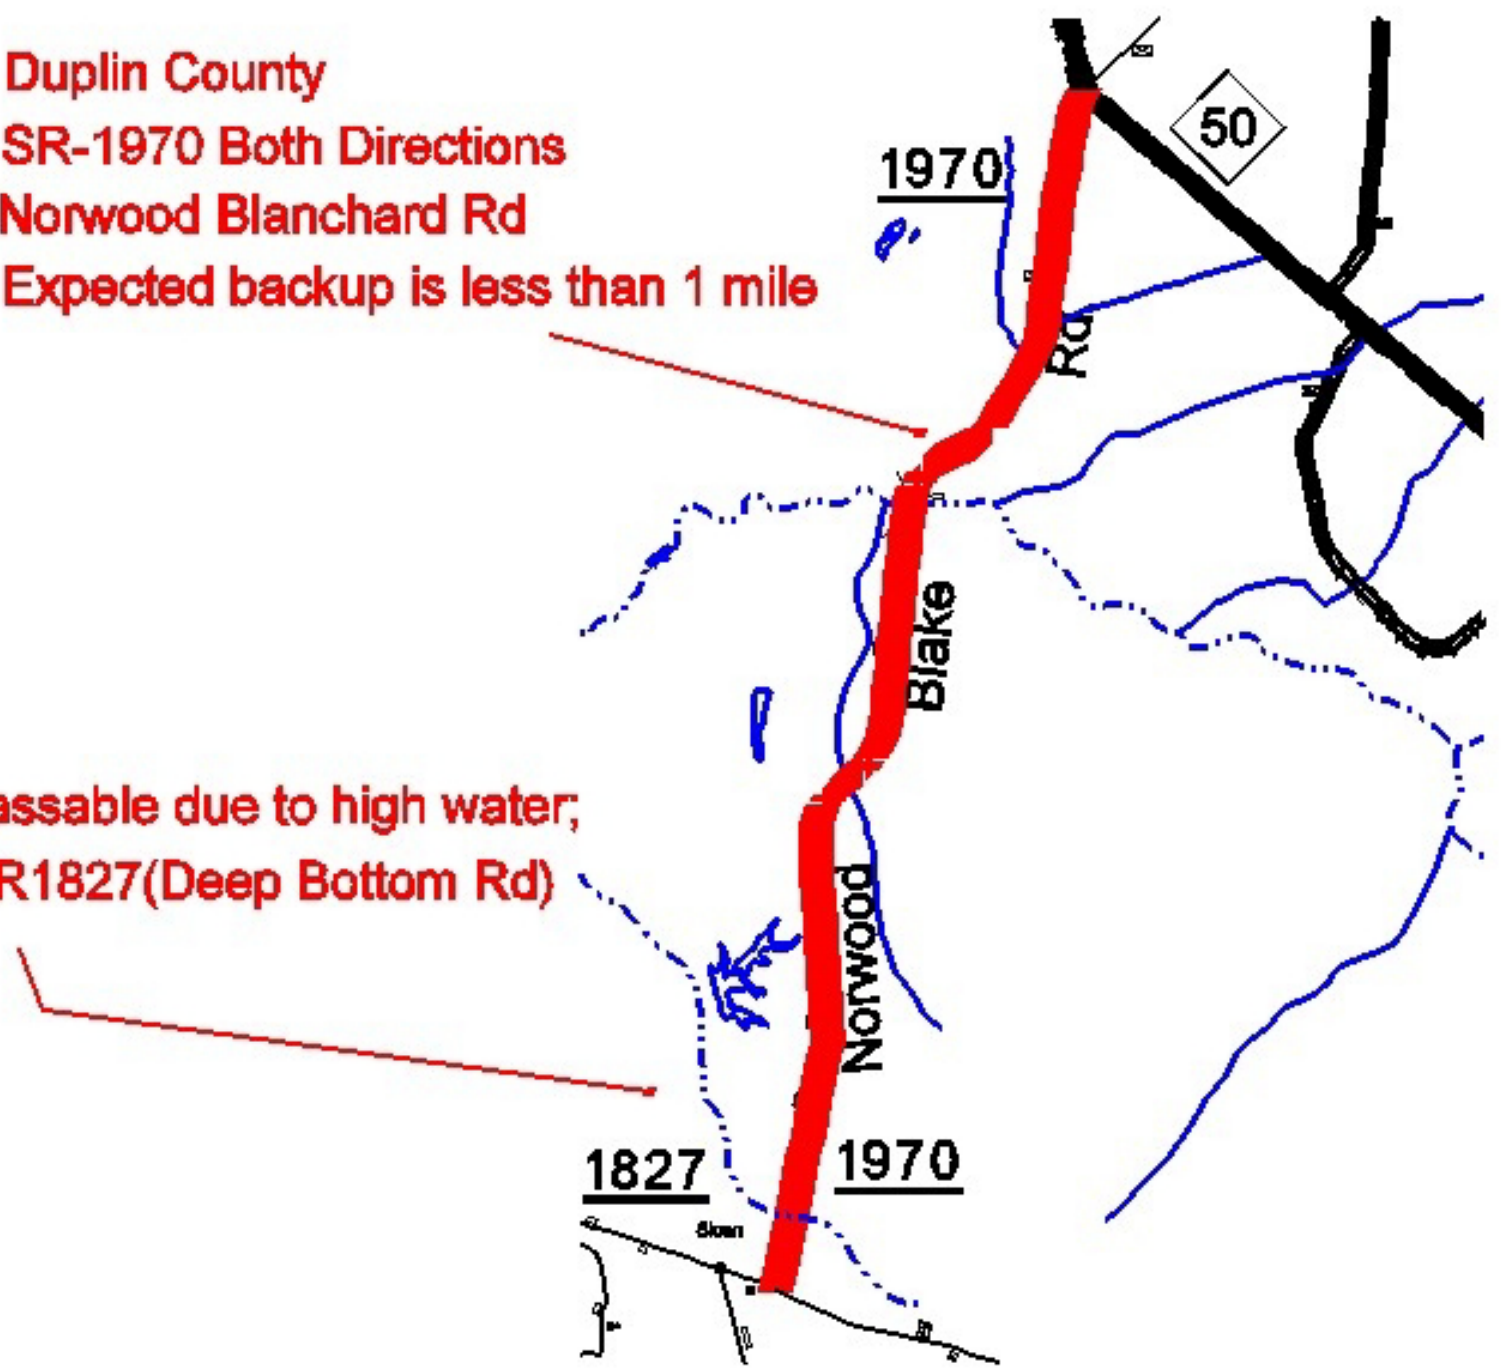 Duplin County
SR-1970 Both Directions
Norwood Blanchard Rd
Expected backup is less than 1 mile
50
1970
Rd
Blake
assable due to high water;
R1827(Deep Bottom Rd)
Norwood
1827
1970
Sloan